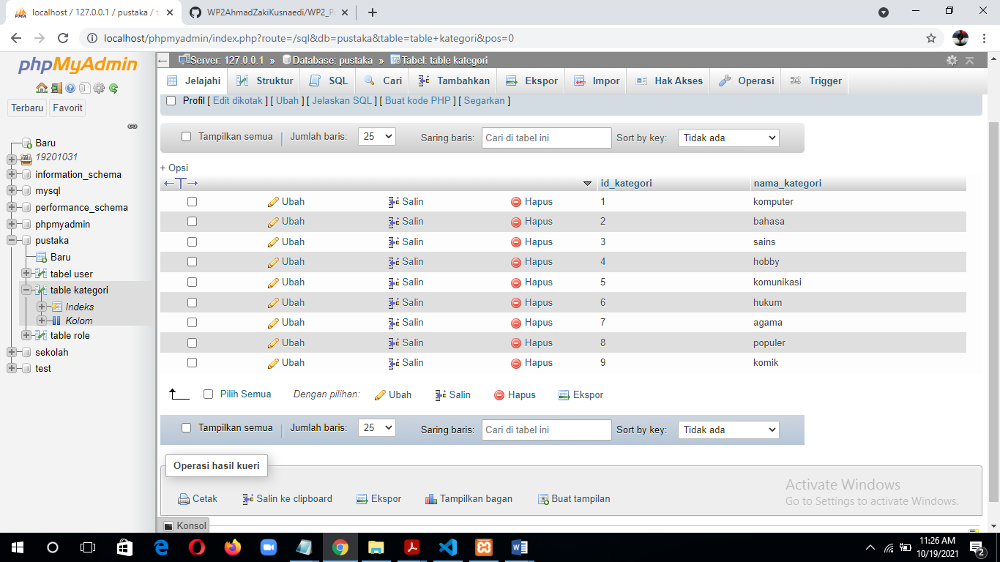 localhost / 127.0.0.1 / pustaka / t
WP2AhmadZakiKusnaedi/WP2_P
localhost/phpmyadmin/index.php?route=/sql&db=pustaka&table=table+kategori&pos=0
phpMyAdmin
Terbaru Favorit
Baru
19201031
information_schema
mysql
performance_schema
phpmyadmin
pustaka
Baru
tabel user
table kategori
Indeks
Kolom
table role
sekolah
test
Server: 127.0.0.1 » Database: pustaka » Tabel: table kategori
Jelajahi Struktur SQL Cari Tambahkan Ekspor Impor Hak Akses Operasi Trigger
Profil [ Edit dikotak ] [ Ubah ] [ Jelaskan SQL ] [ Buat kode PHP ] [ Segarkan ]
Tampilkan semua Jumlah baris: 25 Saring baris: Cari di tabel ini Sort by key: Tidak ada
+ Opsi
←T→ id_kategori nama_kategori
Ubah Salin Hapus 1 komputer
Ubah Salin Hapus 2 bahasa
Ubah Salin Hapus 3 sains
Ubah Salin Hapus 4 hobby
Ubah Salin Hapus 5 komunikasi
Ubah Salin Hapus 6 hukum
Ubah Salin Hapus 7 agama
Ubah Salin Hapus 8 populer
Ubah Salin Hapus 9 komik
Pilih Semua Dengan pilihan: Ubah Salin Hapus Ekspor
Tampilkan semua Jumlah baris: 25 Saring baris: Cari di tabel ini Sort by key: Tidak ada
Operasi hasil kueri
Cetak Salin ke clipboard Ekspor Tampilkan bagan Buat tampilan
Activate Windows
Go to Settings to activate Windows.
Konsol
11:26 AM
10/19/2021
2